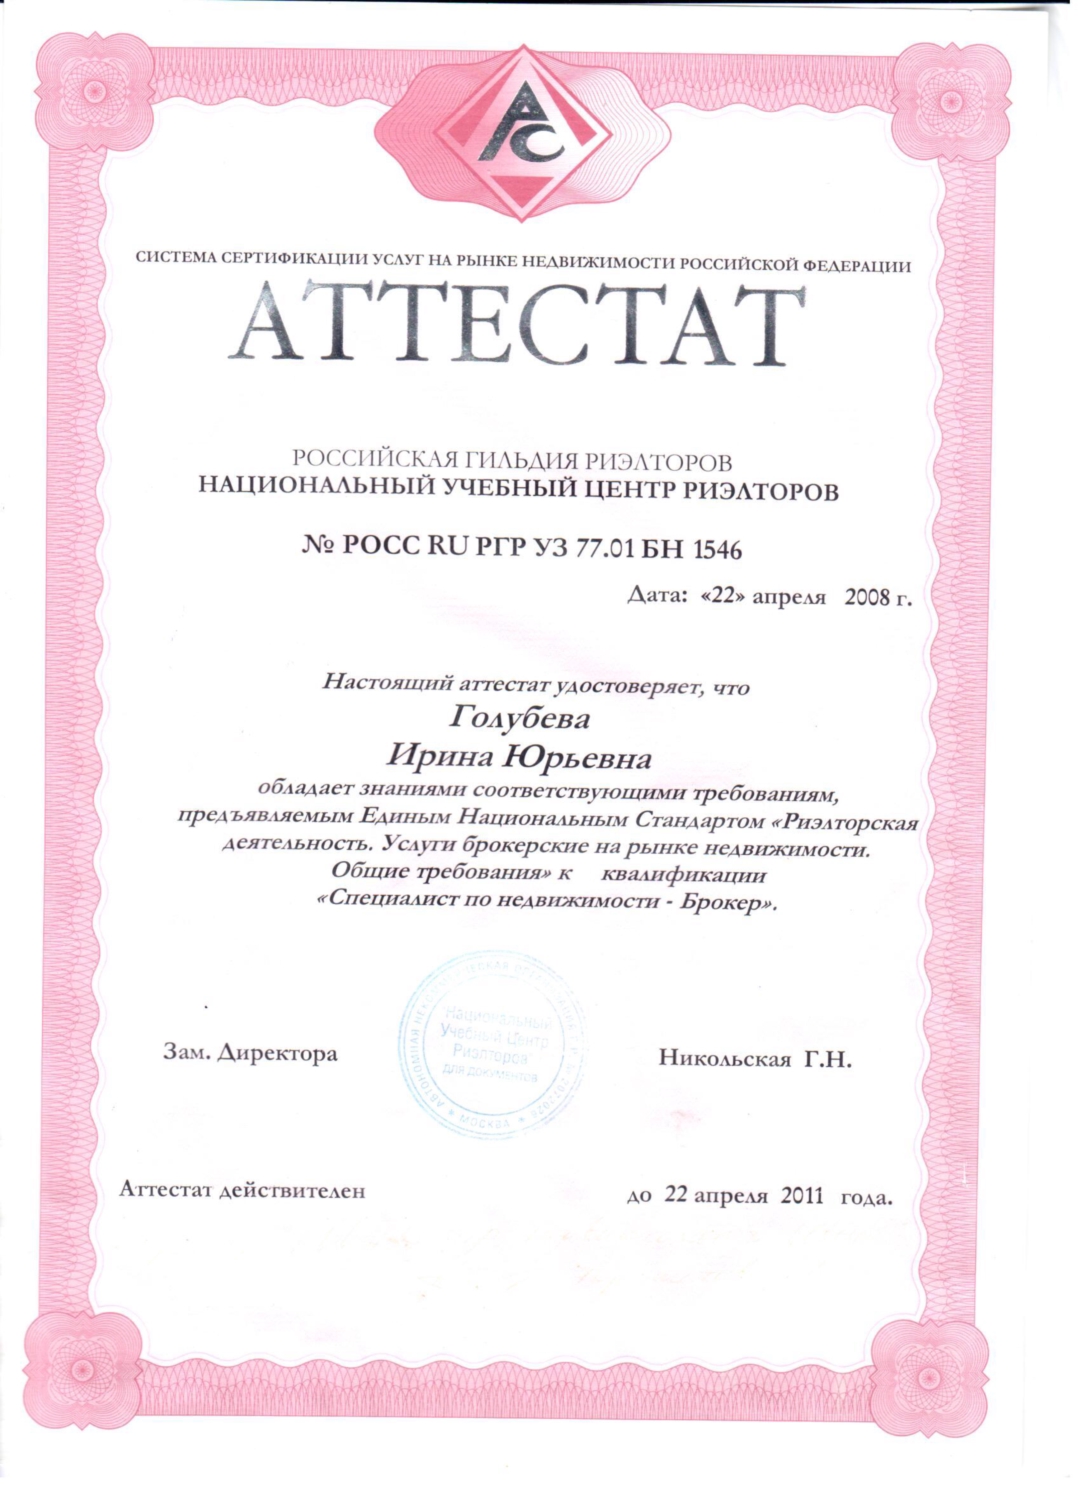 АС
СИСТЕМА СЕРТИФИКАЦИИ УСЛУГ НА РЫНКЕ НЕДВИЖИМОСТИ РОССИЙСКОЙ ФЕДЕРАЦИИ
АТТЕСТАТ
РОССИЙСКАЯ ГИЛЬДИЯ РИЭЛТОРОВ
НАЦИОНАЛЬНЫЙ УЧЕБНЫЙ ЦЕНТР РИЭЛТОРОВ
№ РОСС RU РГР УЗ 77.01 БН 1546
Дата: «22» апреля 2008 г.
Настоящий аттестат удостоверяет, что
Голубева
Ирина Юрьевна
обладает знаниями соответствующими требованиям,
предъявляемым Единым Национальным Стандартом «Риэлторская
деятельность. Услуги брокерские на рынке недвижимости.
Общие требования» к квалификации
«Специалист по недвижимости - Брокер».
Национальный
Учебный Центр
Риэлторов
для документов
АВТОНОМНАЯ
МОСКВА
Зам. Директора Никольская Г.Н.
Аттестат действителен до 22 апреля 2011 года.